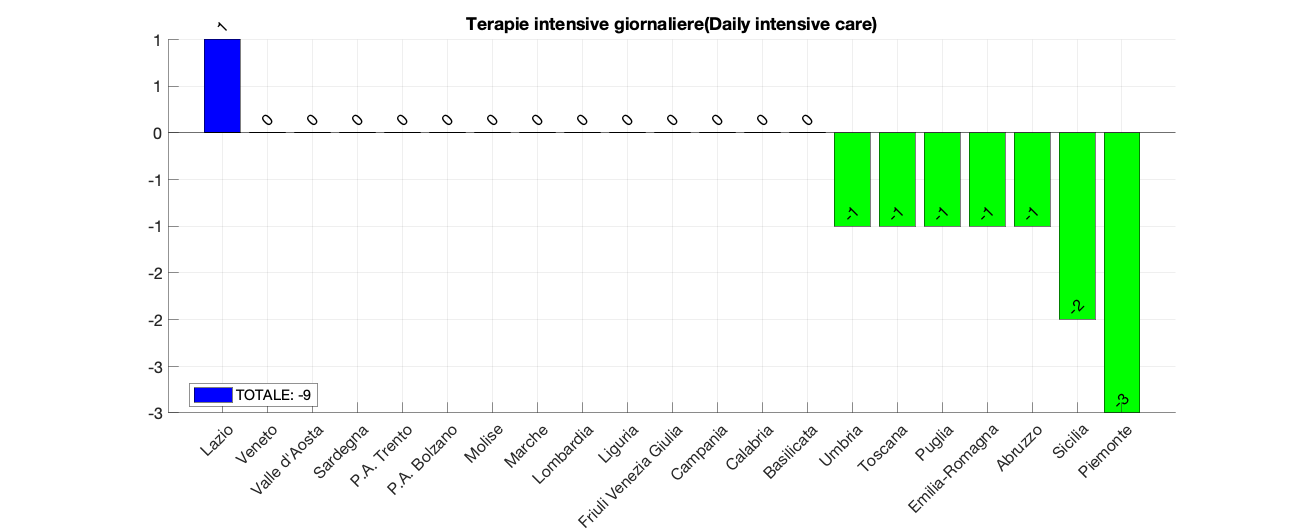 Terapie intensive giornaliere(Daily intensive care)
1
1
0
-1
-1
-2
-2
-3
-3
1
0
0
0
0
0
0
0
0
0
0
0
0
0
-1
-1
-1
-1
-1
-2
-3
TOTALE: -9
Lazio
Veneto
Valle d'Aosta
Sardegna
P.A. Trento
P.A. Bolzano
Molise
Marche
Lombardia
Liguria
Friuli Venezia Giulia
Campania
Calabria
Basilicata
Umbria
Toscana
Puglia
Emilia-Romagna
Abruzzo
Sicilia
Piemonte